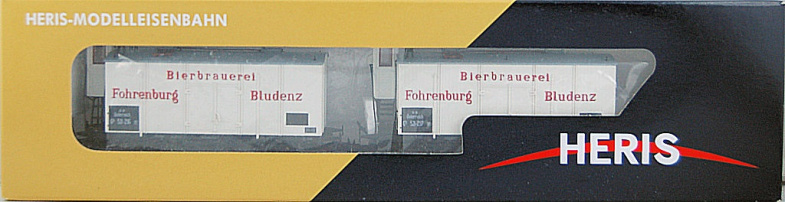 HERIS-MODELLEISENBAHN
Bierbrauerei
Fohrenburg Bludenz
Bierbrauerei
Fohrenburg Bludenz
HERIS